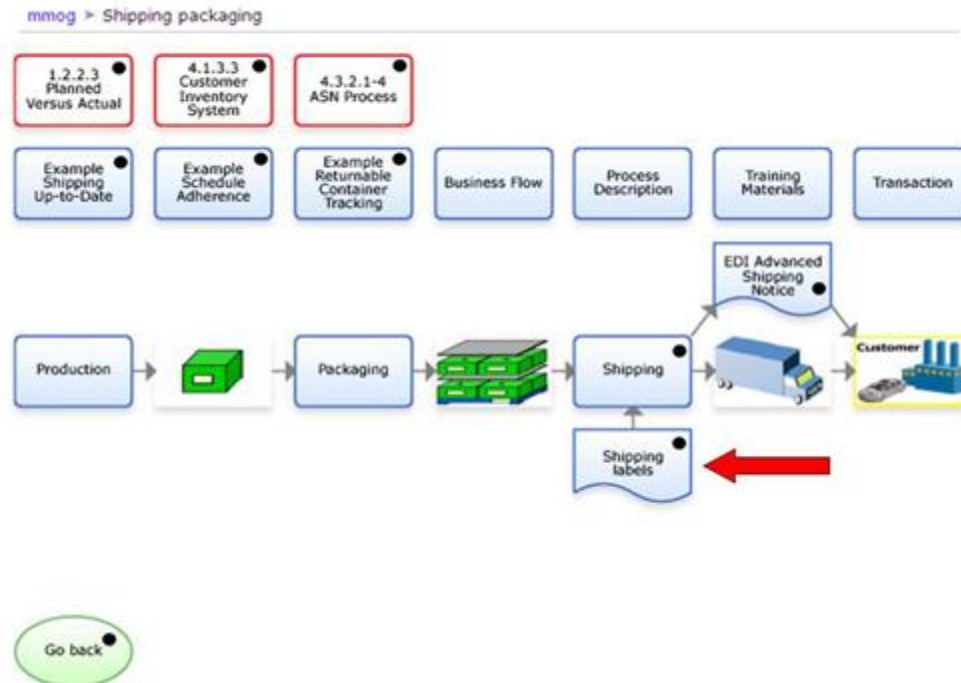 mmog > Shipping packaging
1.2.2.3
Planned
Versus Actual
4.1.3.3
Customer
Inventory
System
4.3.2.1-4
ASN Process
Example
Shipping
Up-to-Date
Example
Schedule
Adherence
Example
Returnable
Container
Tracking
Business Flow
Process
Description
Training
Materials
Transaction
EDI Advanced
Shipping
Notice
Production
Packaging
Shipping
Customer
Shipping
labels
Go back